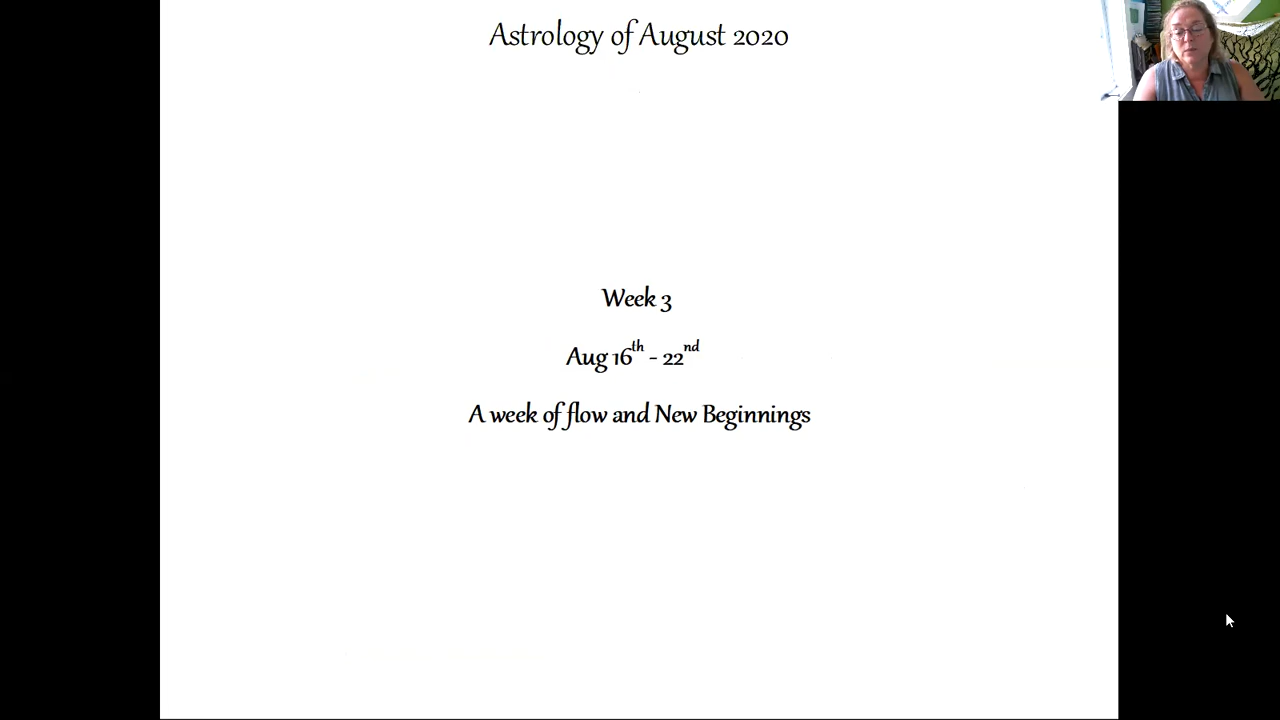 Astrology of August 2020
Week 3
Aug 16th - 22nd
A week of flow and New Beginnings